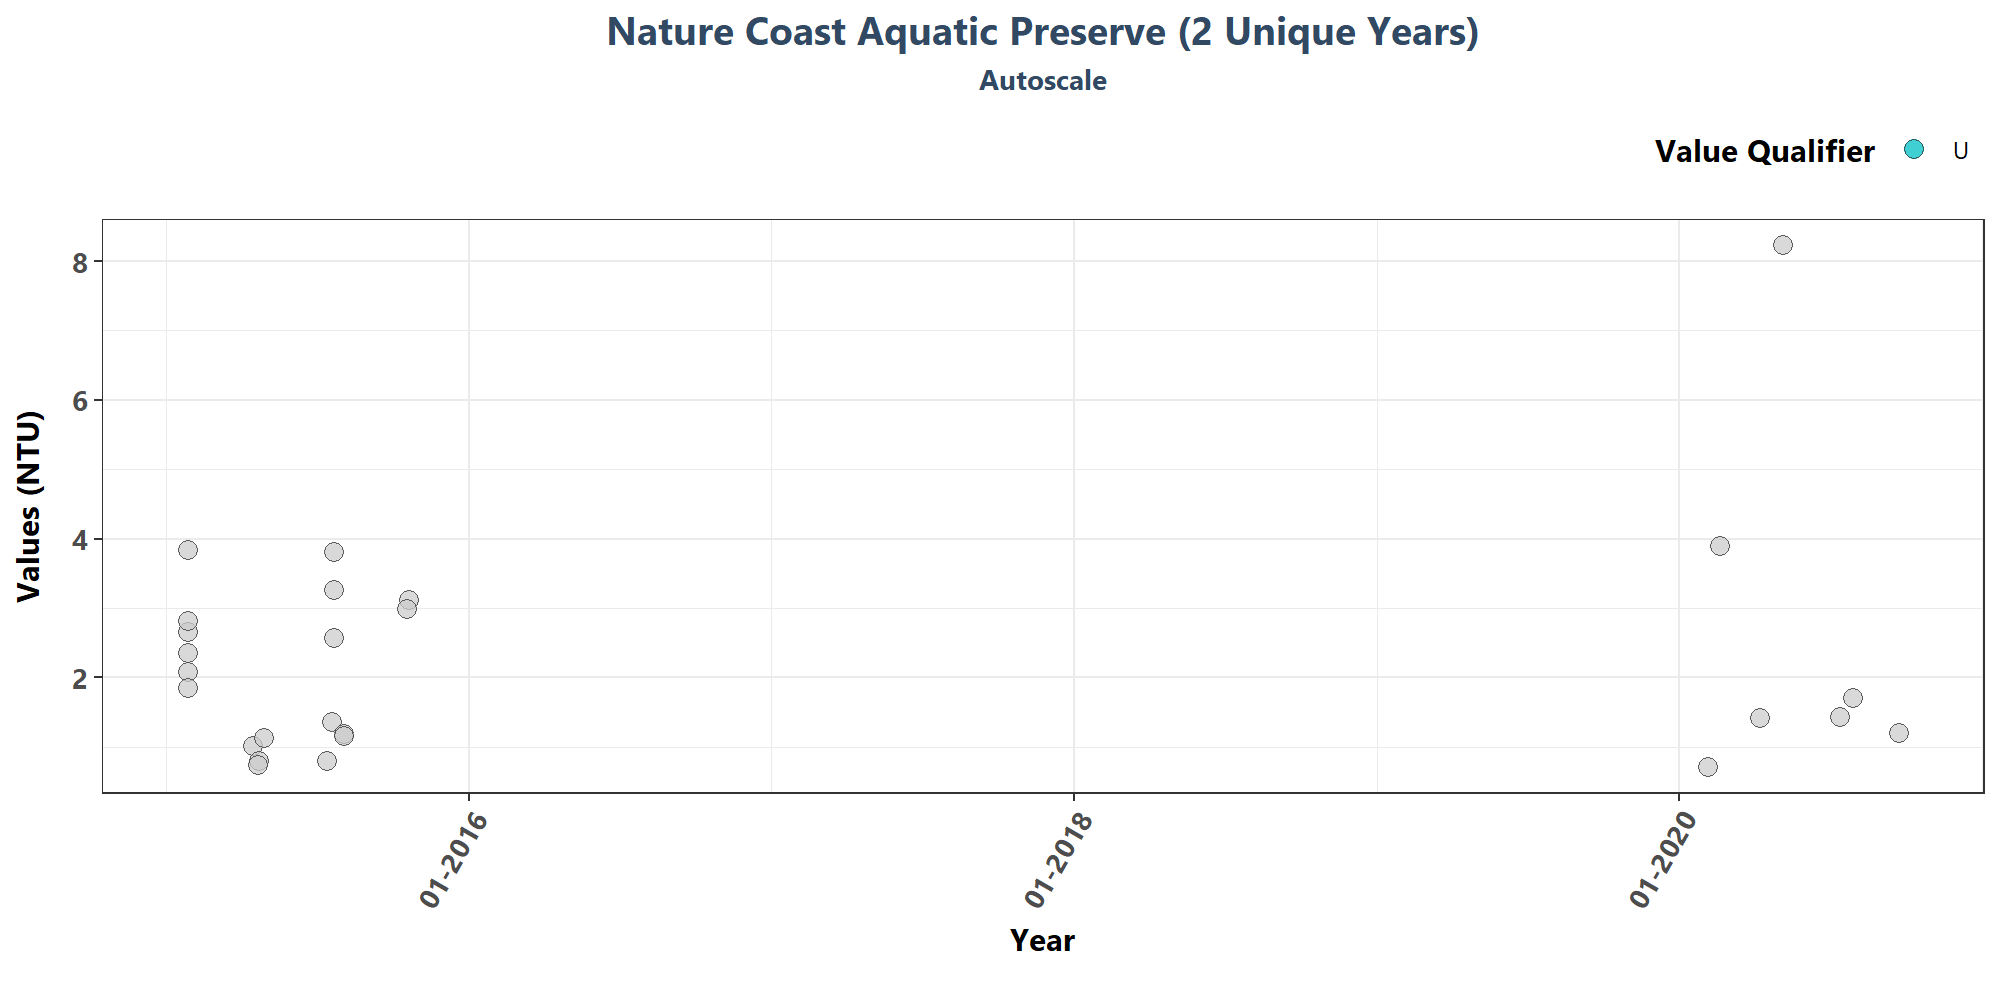 Nature Coast Aquatic Preserve (2 Unique Years)
Autoscale
Value Qualifier U
Values (NTU)
8
6
4
2
01-2016
01-2018
01-2020
Year